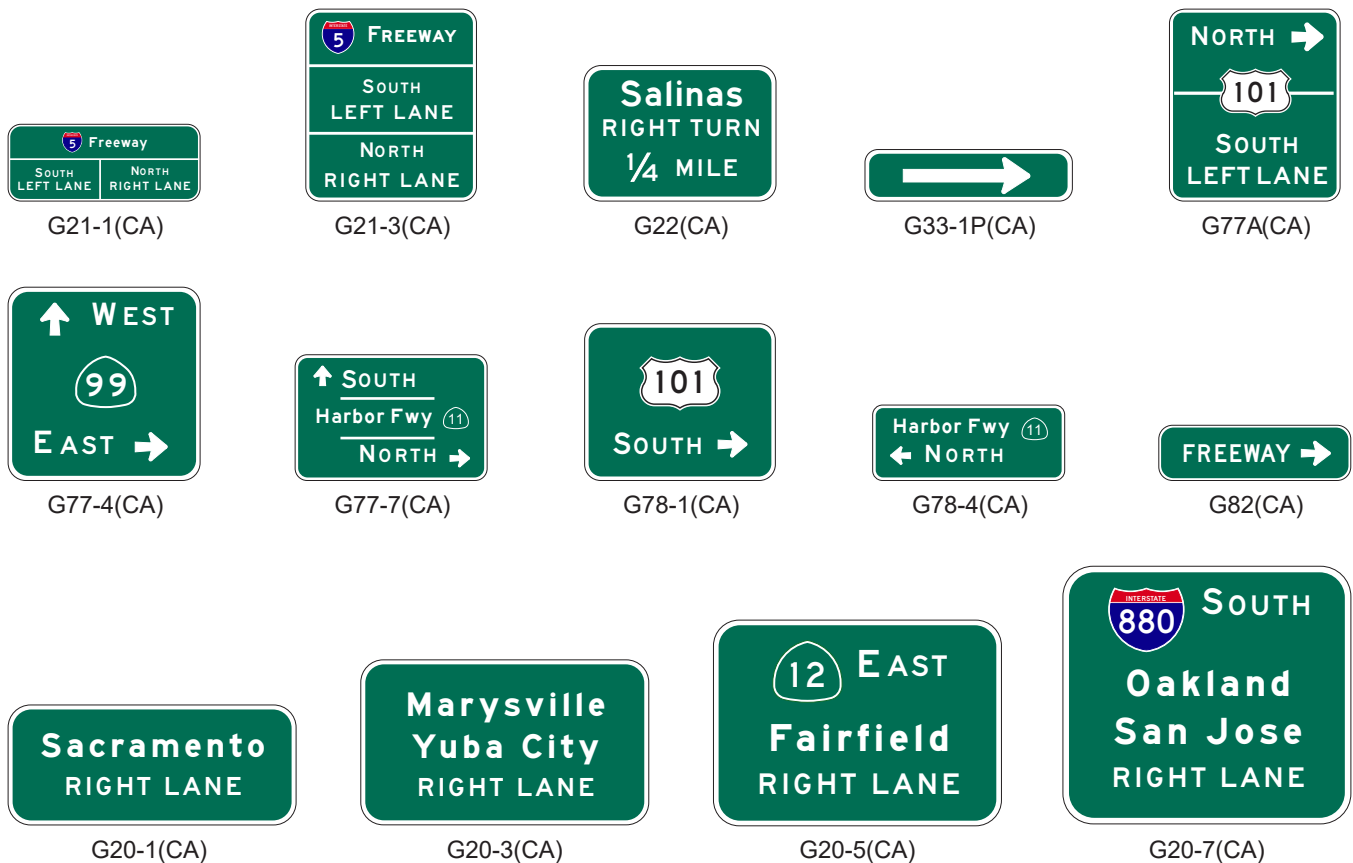 INTERSTATE
5 Freeway
SOUTH
LEFT LANE
NORTH
RIGHT LANE
G21-1(CA)
INTERSTATE
5 FREEWAY
SOUTH
LEFT LANE
NORTH
RIGHT LANE
G21-3(CA)
Salinas
RIGHT TURN
1/4 MILE
G22(CA)
G33-1P(CA)
NORTH
101
SOUTH
LEFT LANE
G77A(CA)
WEST
99
EAST
G77-4(CA)
SOUTH
Harbor Fwy 11
NORTH
G77-7(CA)
101
SOUTH
G78-1(CA)
Harbor Fwy 11
NORTH
G78-4(CA)
FREEWAY
G82(CA)
Sacramento
RIGHT LANE
G20-1(CA)
Marysville
Yuba City
RIGHT LANE
G20-3(CA)
12 EAST
Fairfield
RIGHT LANE
G20-5(CA)
INTERSTATE
880 SOUTH
Oakland
San Jose
RIGHT LANE
G20-7(CA)